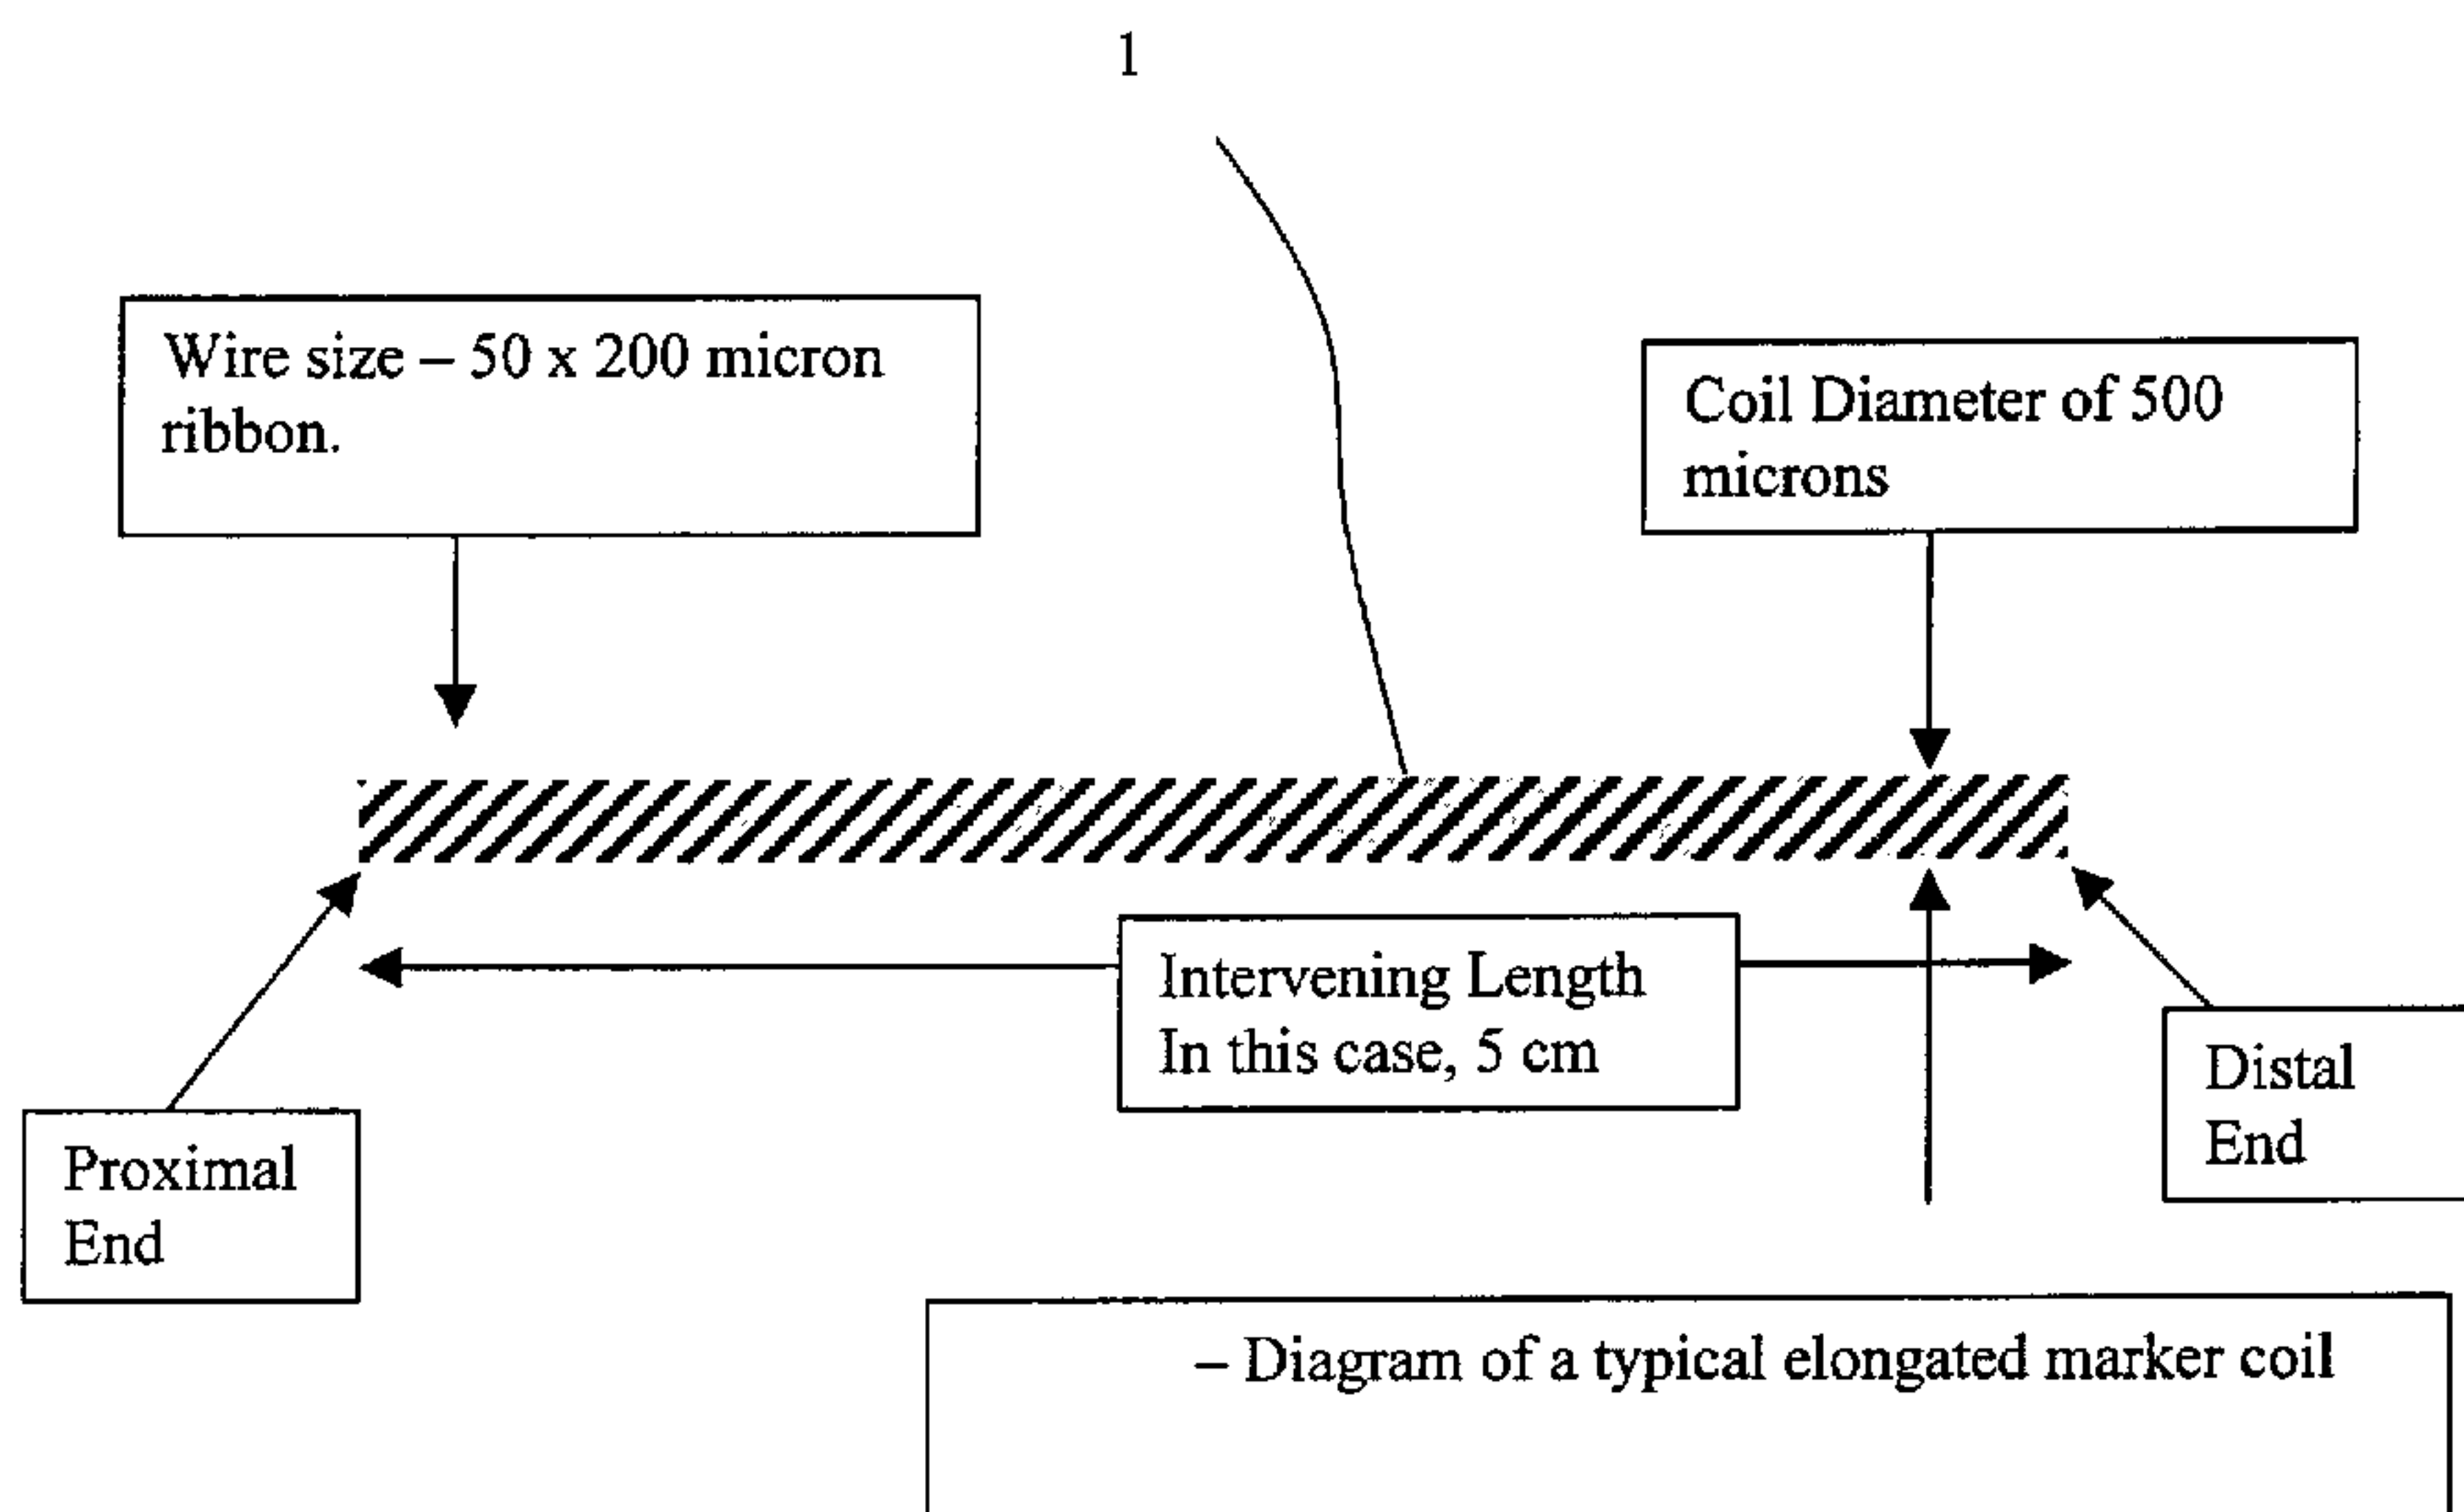 1
Wire size – 50 x 200 micron
ribbon.
Coil Diameter of 500
microns
Intervening Length
In this case, 5 cm
Distal
End
Proximal
End
– Diagram of a typical elongated marker coil